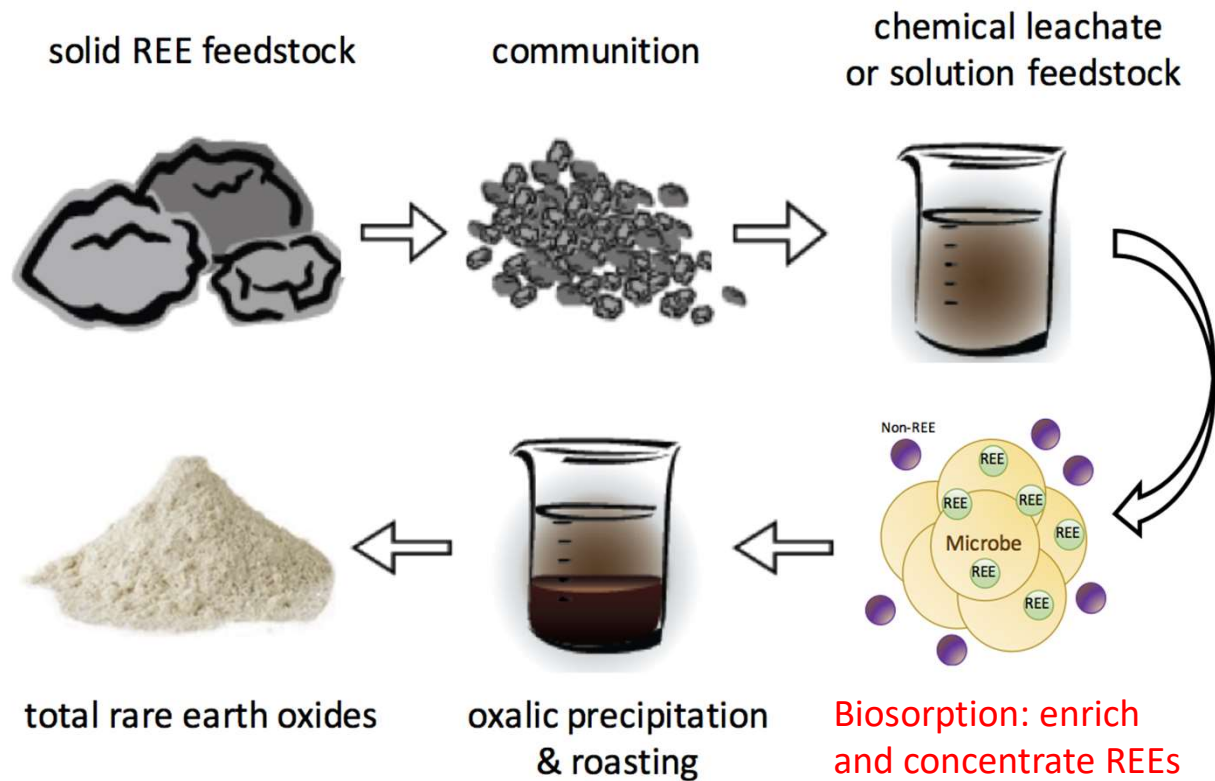 solid REE feedstock
communition
chemical leachate
or solution feedstock
Non-REE
REE
REE
REE
REE
Microbe
REE
REE
total rare earth oxides
oxalic precipitation
& roasting
Biosorption: enrich
and concentrate REEs